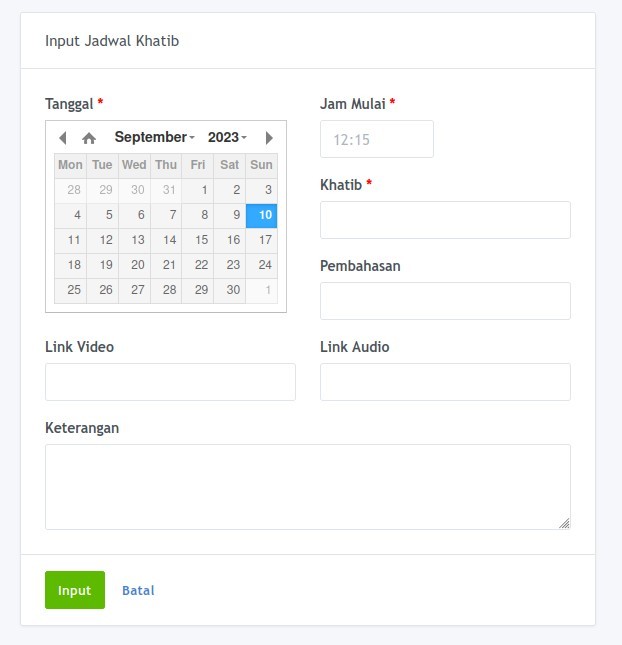 Input Jadwal Khatib
Tanggal *
September 2023
Mon Tue Wed Thu Fri Sat Sun
28 29 30 31 1 2 3
4 5 6 7 8 9 10
11 12 13 14 15 16 17
18 19 20 21 22 23 24
25 26 27 28 29 30 1
Jam Mulai *
12:15
Khatib *
Pembahasan
Link Video
Link Audio
Keterangan
Input
Batal